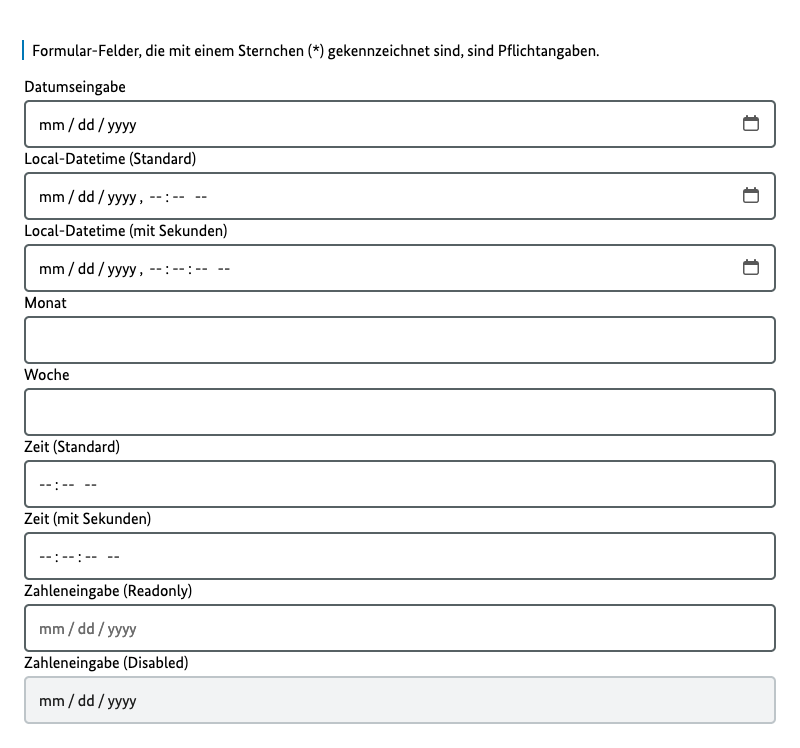 Formular-Felder, die mit einem Sternchen (*) gekennzeichnet sind, sind Pflichtangaben.
Datumseingabe
mm / dd / yyyy
Local-Datetime (Standard)
mm / dd / yyyy, --:-- --
Local-Datetime (mit Sekunden)
mm / dd / yyyy, --:--:-- --
Monat
Woche
Zeit (Standard)
--:-- --
Zeit (mit Sekunden)
--:--:-- --
Zahleneingabe (Readonly)
mm / dd / yyyy
Zahleneingabe (Disabled)
mm / dd / yyyy